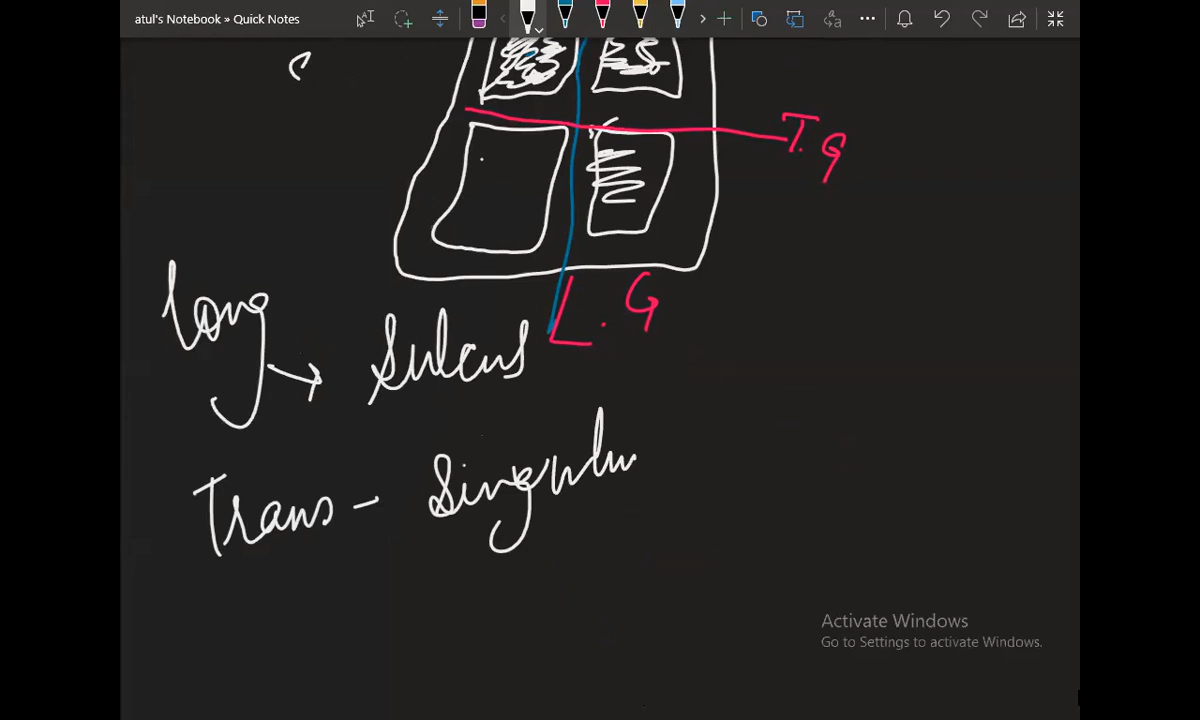 atul's Notebook » Quick Notes
T.G
L.G
long → Sulcus
Trans - Singulu
Activate Windows
Go to Settings to activate Windows.